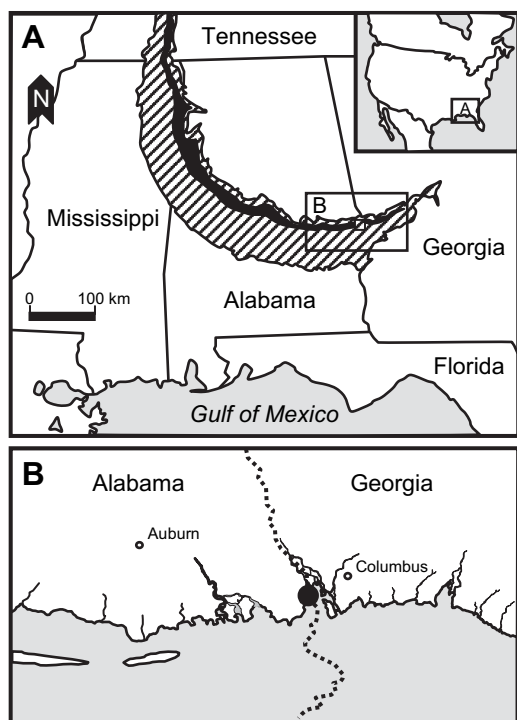 A
Tennessee
N
A
B
Mississippi
Georgia
0 100 km
Alabama
Florida
Gulf of Mexico
B
Alabama Georgia
Auburn
Columbus